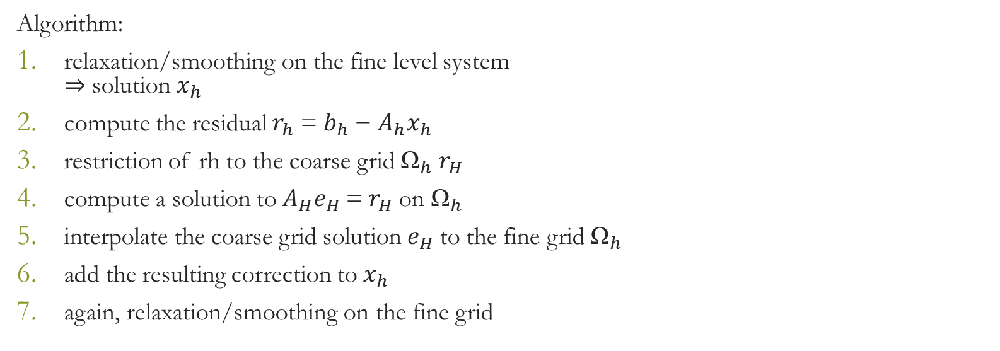 Algorithm:
1. relaxation/smoothing on the fine level system
⇒ solution $x_h$
2. compute the residual $r_h = b_h - A_h x_h$
3. restriction of rh to the coarse grid $\Omega_h$ $r_H$
4. compute a solution to $A_H e_H = r_H$ on $\Omega_h$
5. interpolate the coarse grid solution $e_H$ to the fine grid $\Omega_h$
6. add the resulting correction to $x_h$
7. again, relaxation/smoothing on the fine grid